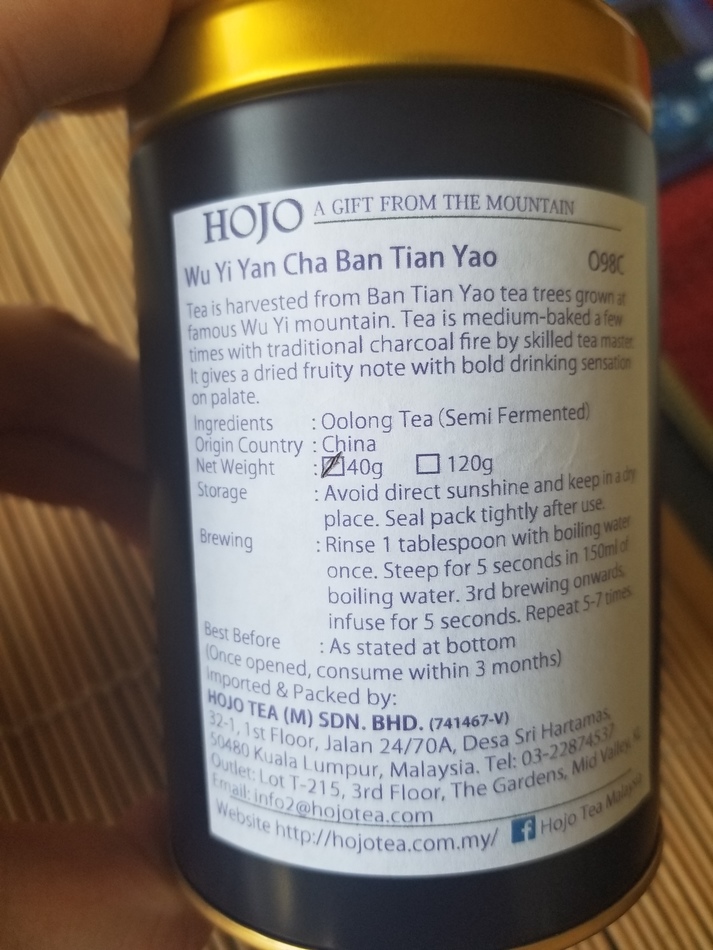 HOJO A GIFT FROM THE MOUNTAIN
Wu Yi Yan Cha Ban Tian Yao O98C
Tea is harvested from Ban Tian Yao tea trees grown at
famous Wu Yi mountain. Tea is medium-baked a few
times with traditional charcoal fire by skilled tea master.
It gives a dried fruity note with bold drinking sensation
on palate.
Ingredients : Oolong Tea (Semi Fermented)
Origin Country : China
Net Weight : 40g 120g
Storage : Avoid direct sunshine and keep in a dry
place. Seal pack tightly after use.
Brewing : Rinse 1 tablespoon with boiling water
once. Steep for 5 seconds in 150ml of
boiling water. 3rd brewing onwards,
infuse for 5 seconds. Repeat 5-7 times.
Best Before : As stated at bottom
(Once opened, consume within 3 months)
Imported & Packed by:
HOJO TEA (M) SDN. BHD. (741467-V)
32-1, 1st Floor, Jalan 24/70A, Desa Sri Hartamas,
50480 Kuala Lumpur, Malaysia. Tel: 03-22874537
Outlet: Lot T-215, 3rd Floor, The Gardens, Mid Valley
Email: info2@hojotea.com
Website http://hojotea.com.my/ f Hojo Tea Malaysia